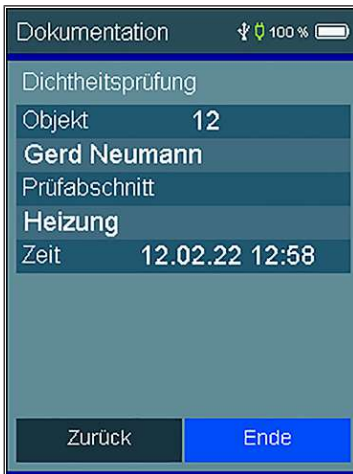 Dokumentation 100 %
Dichtheitsprüfung
Objekt 12
Gerd Neumann
Prüfabschnitt
Heizung
Zeit 12.02.22 12:58
Zurück Ende